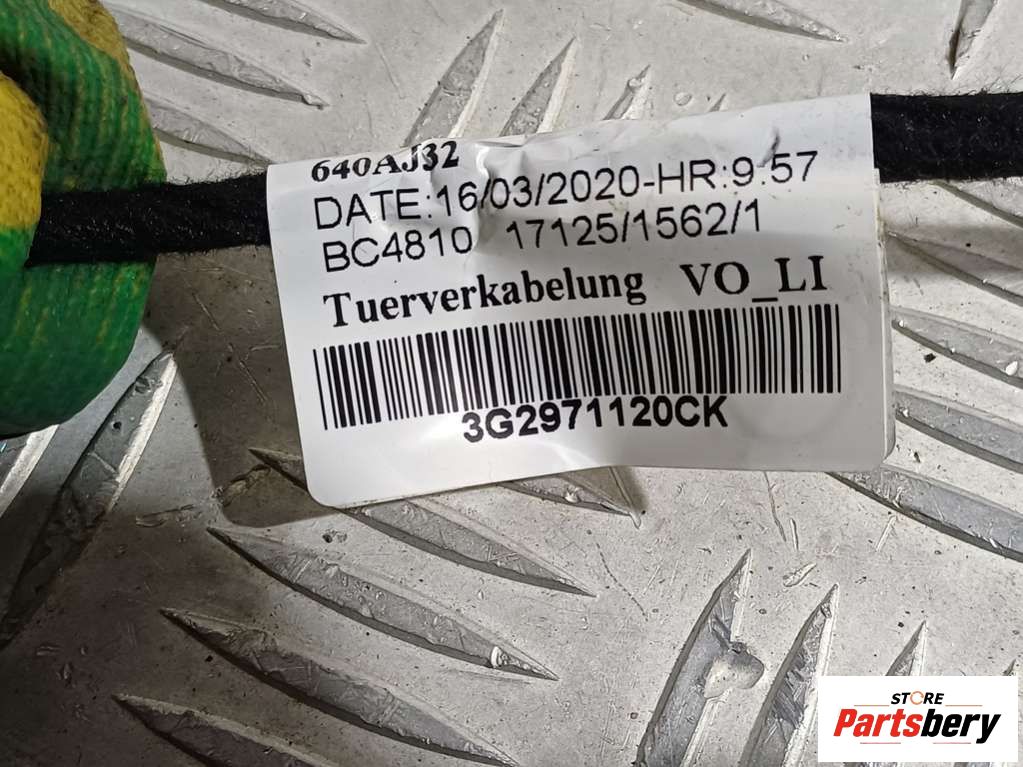 640AJ32
DATE:16/03/2020-HR:9:57
BC4810 17125/1562/1
Tuerverkabelung VO_LI
3G2971120CK
STORE
Partsbery